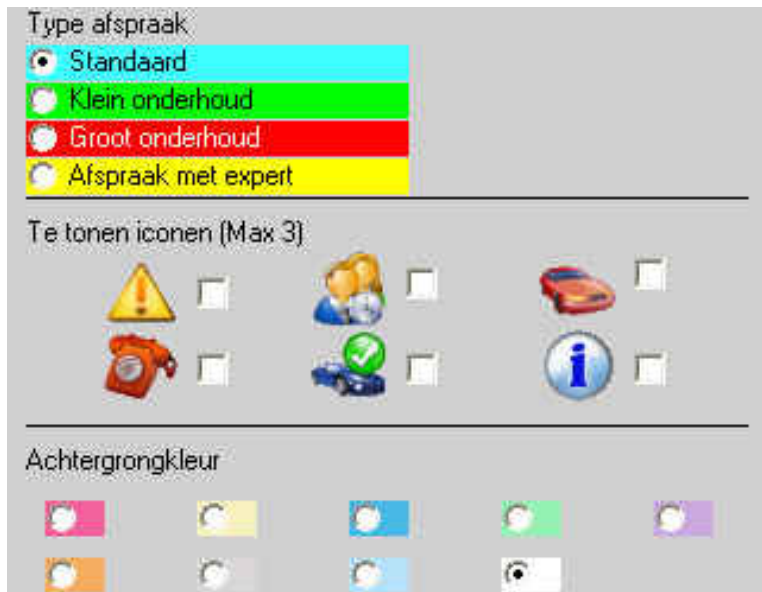 Type afspraak
Standaard
Klein onderhoud
Groot onderhoud
Afspraak met expert
Te tonen iconen (Max 3)
Achtergrongkleur